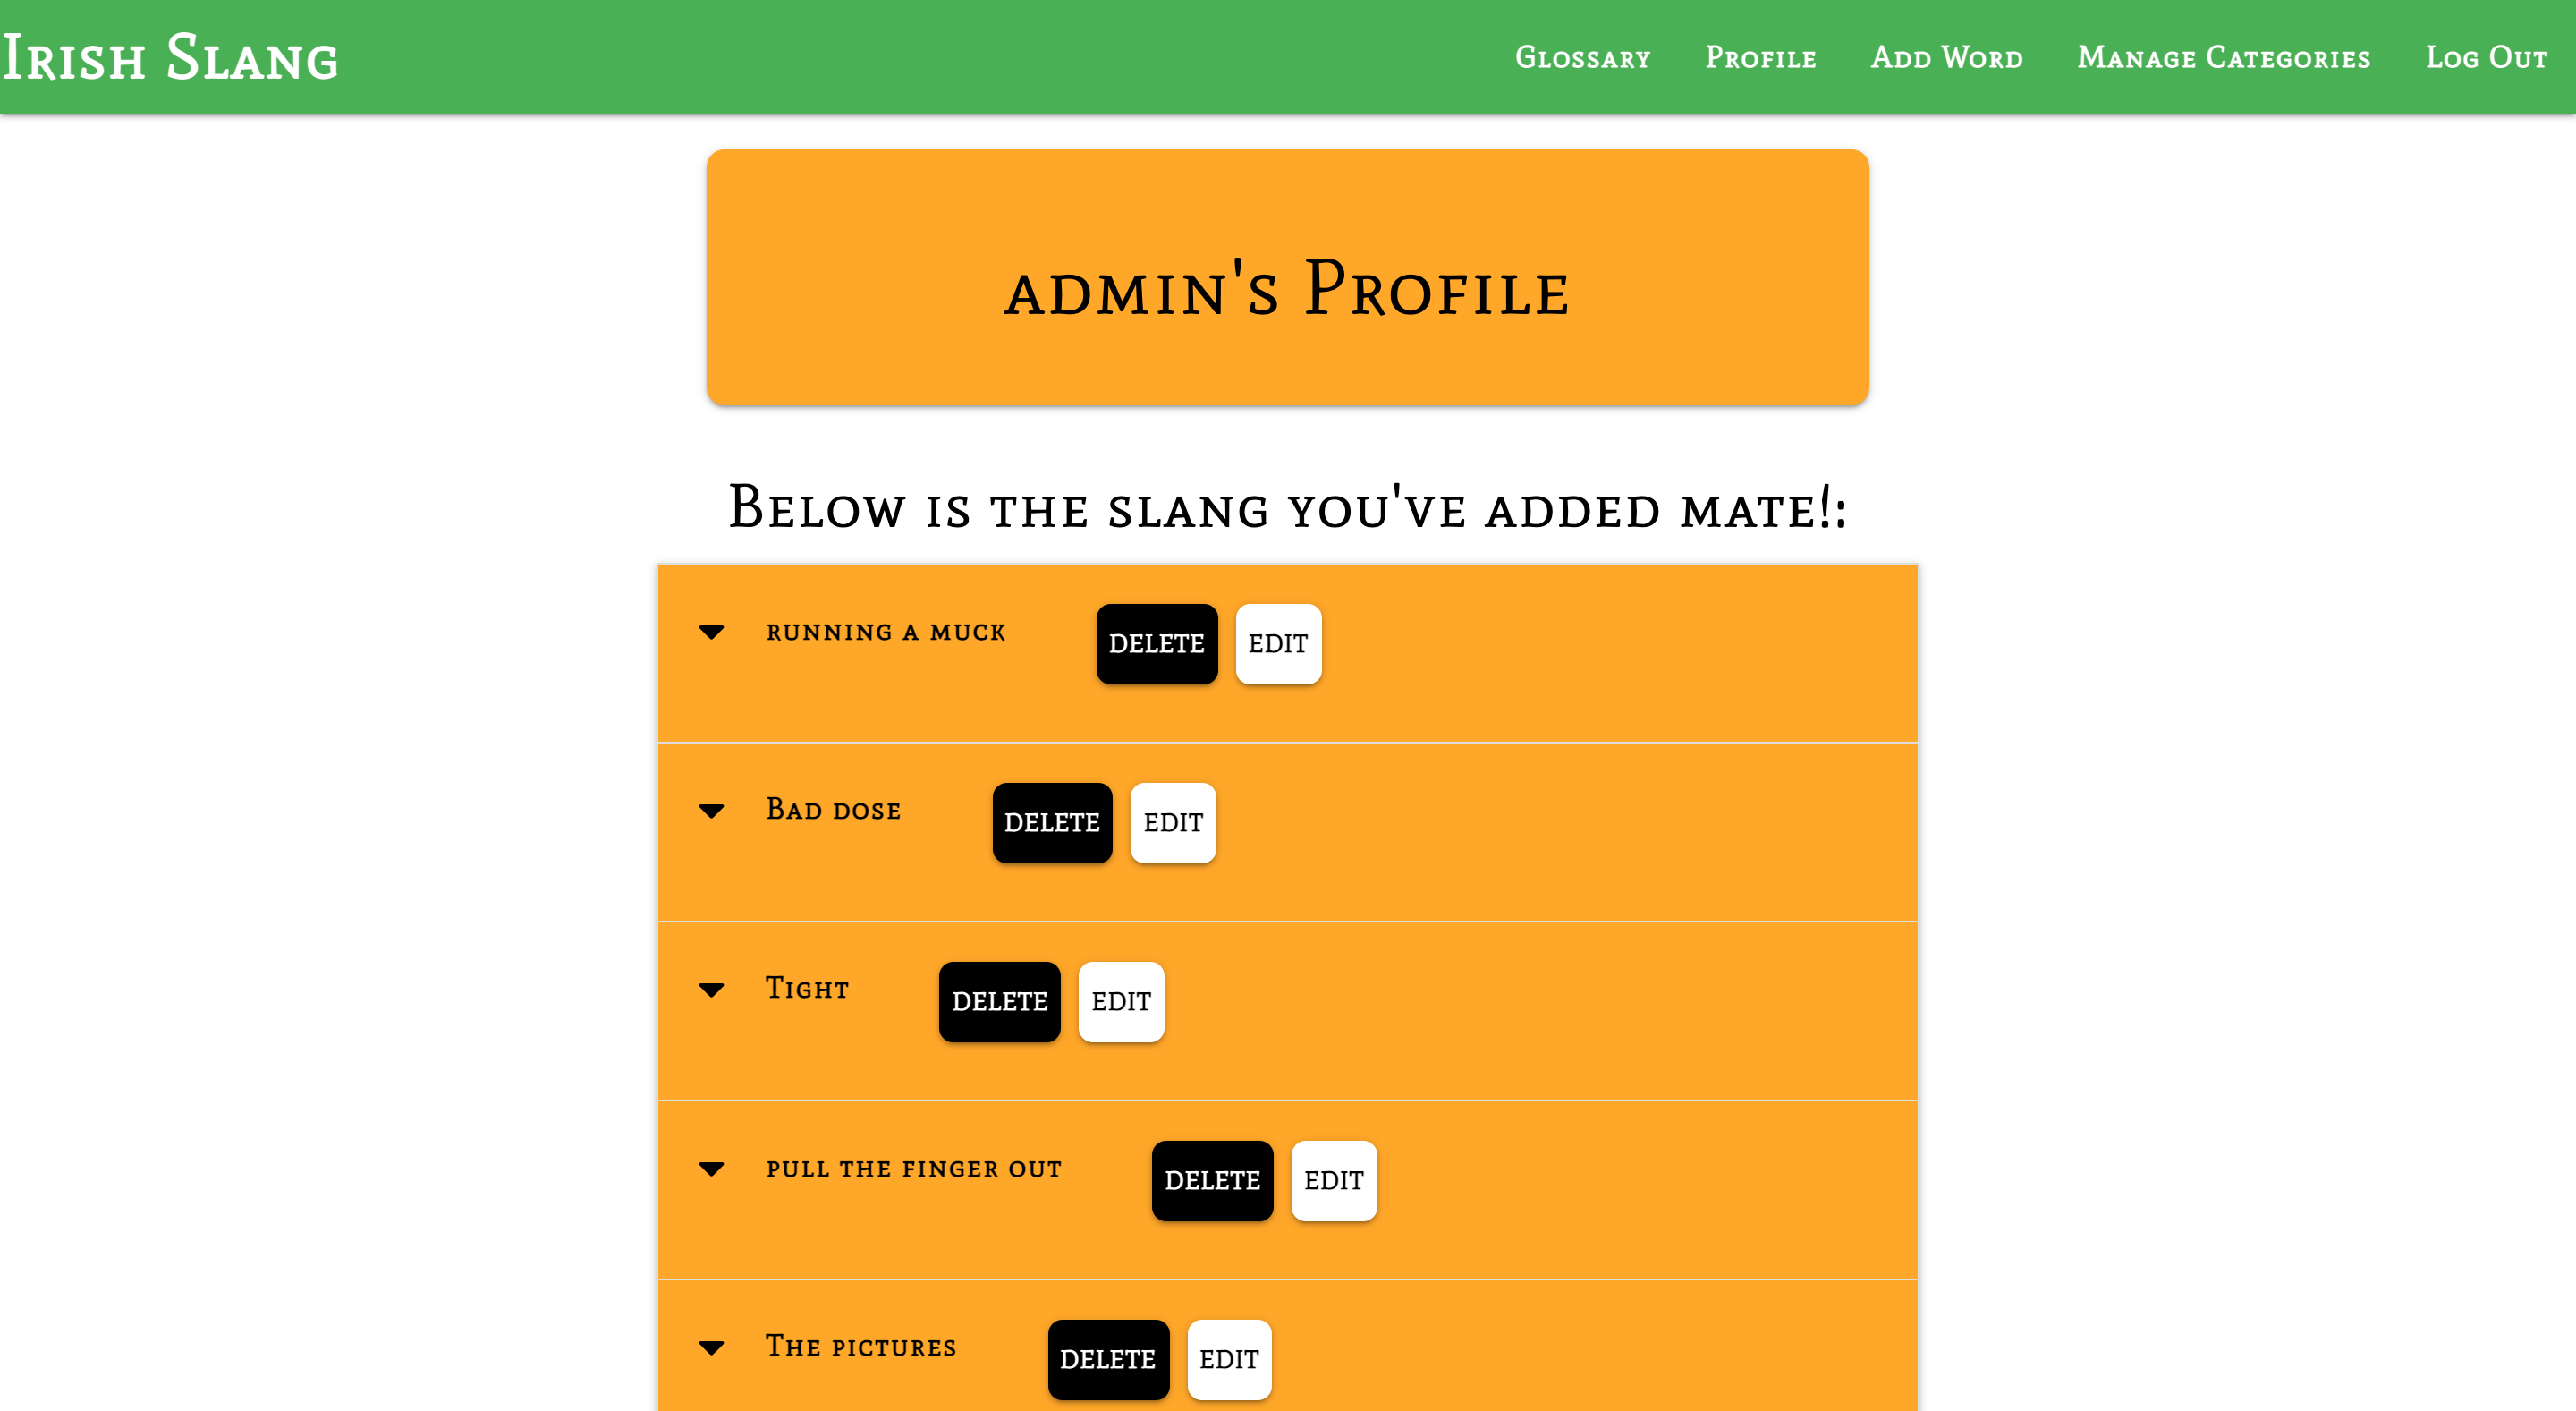 Irish Slang Glossary Profile Add Word Manage Categories Log Out
admin's Profile
Below is the slang you've added mate!:
running a muck DELETE EDIT
Bad dose DELETE EDIT
Tight DELETE EDIT
pull the finger out DELETE EDIT
The pictures DELETE EDIT